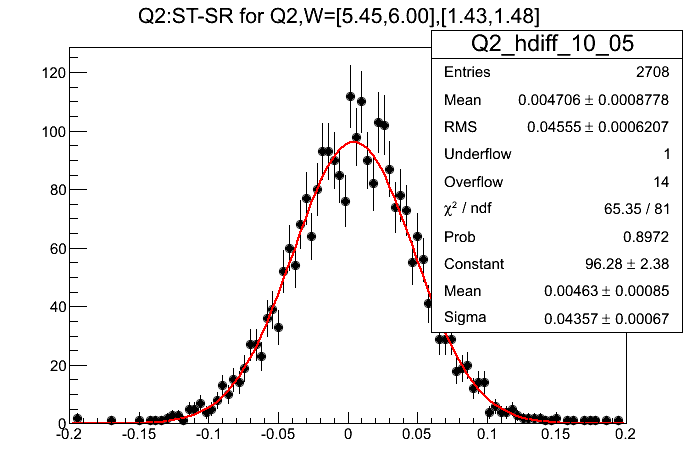 Q2:ST-SR for Q2,W=[5.45,6.00],[1.43,1.48]
Q2_hdiff_10_05
Entries 2708
Mean 0.004706 ± 0.0008778
RMS 0.04555 ± 0.0006207
Underflow 1
Overflow 14
χ² / ndf 65.35 / 81
Prob 0.8972
Constant 96.28 ± 2.38
Mean 0.00463 ± 0.00085
Sigma 0.04357 ± 0.00067
120
100
80
60
40
20
0
-0.2 -0.15 -0.1 -0.05 0 0.05 0.1 0.15 0.2